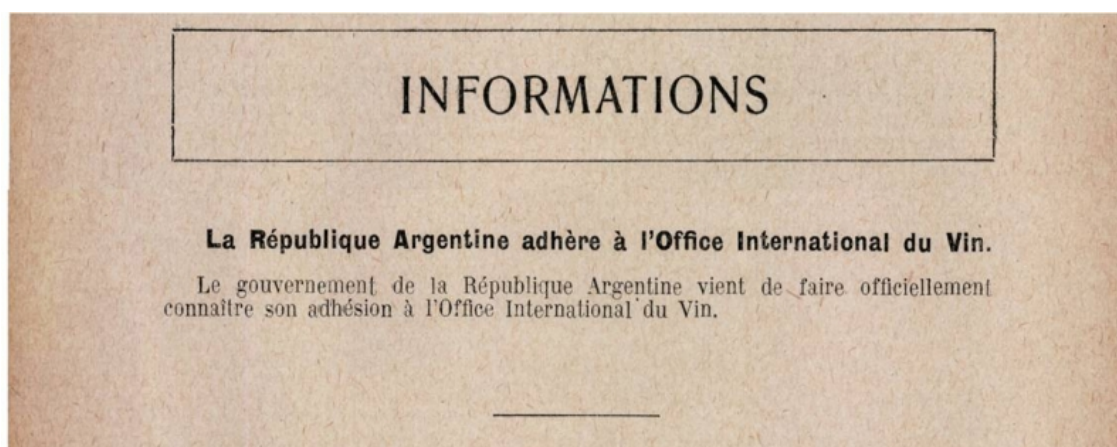 INFORMATIONS
La République Argentine adhère à l'Office International du Vin.
Le gouvernement de la République Argentine vient de faire officiellement
connaître son adhésion à l'Office International du Vin.